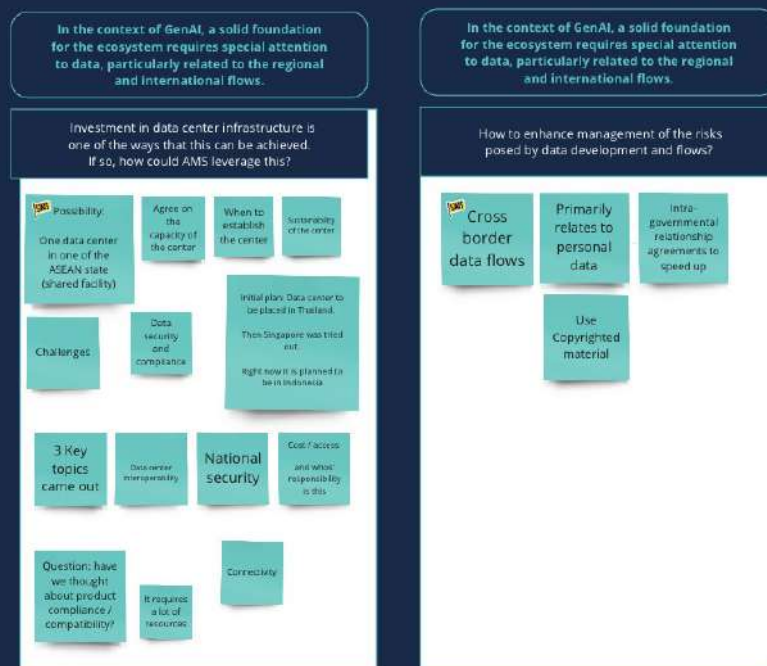 In the context of GenAI, a solid foundation
for the ecosystem requires special attention
to data, particularly related to the regional
and international flows.
Investment in data center infrastructure is
one of the ways that this can be achieved.
If so, how could AMS leverage this?
Possibility:
One data center
in one of the
ASEAN state
(shared facility)
Agree on
the
capacity of
the center
When to
establish
the center
Sustainability
of the center
Challenges
Data
security
and
compliance
Initial plan: Data center to
be placed in Thailand.
Then Singapore was tried
out.
Right now it is planned to
be in Indonesia
3 Key
topics
came out
Data center
interoperability
National
security
Cost / access
and whos'
responsibility
is this
Question: have
we thought
about product
compliance /
compatibility?
It requires
a lot of
resources
Connectivity
In the context of GenAI, a solid foundation
for the ecosystem requires special attention
to data, particularly related to the regional
and international flows.
How to enhance management of the risks
posed by data development and flows?
Cross
border
data flows
Primarily
relates to
personal
data
Intra-
governmental
relationship
agreements to
speed up
Use
Copyrighted
material